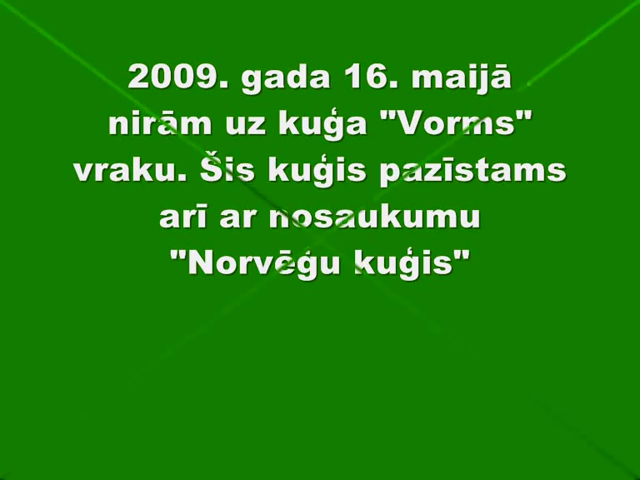 2009. gada 16. maijā
nirām uz kuģa "Vorms"
vraku. Šis kuģis pazīstams
arī ar nosaukumu
"Norvēģu kuģis"